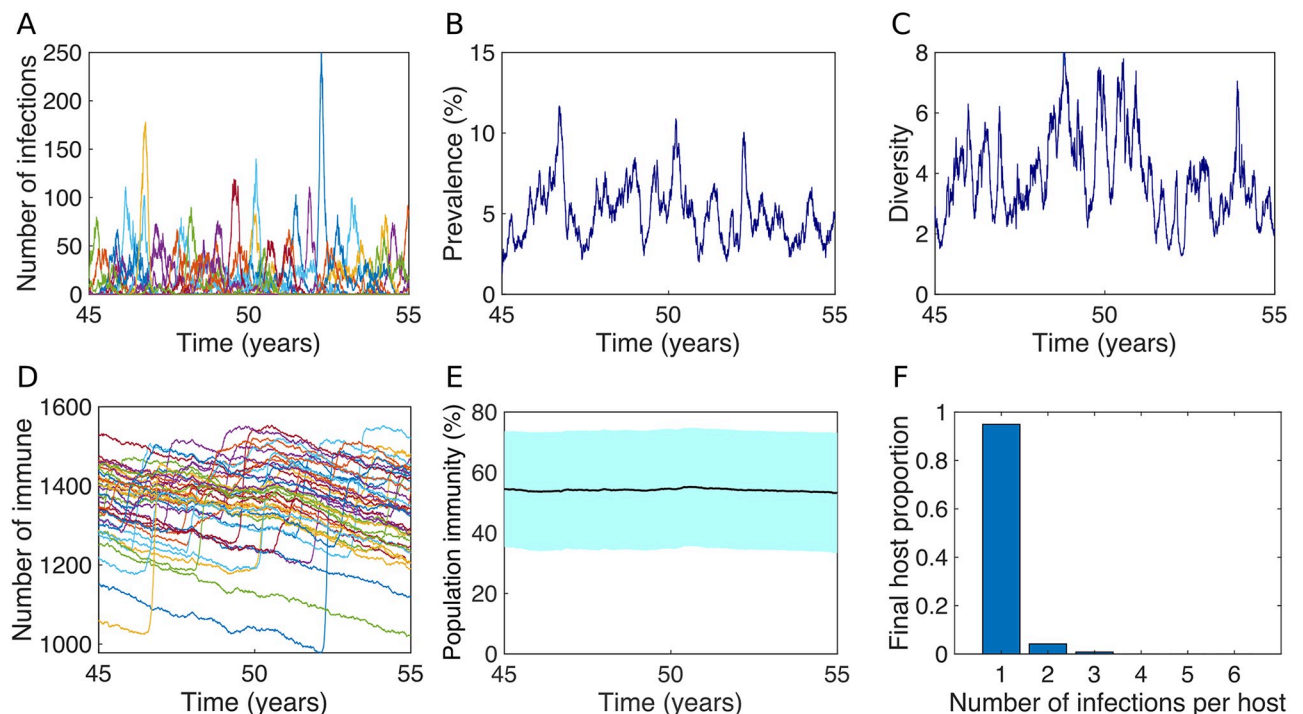 A
Number of infections
250
200
150
100
50
0
45
50
55
Time (years)
B
Prevalence (%)
15
10
5
0
45
50
55
Time (years)
C
Diversity
8
6
4
2
0
45
50
55
Time (years)
D
Number of immune
1600
1400
1200
1000
45
50
55
Time (years)
E
Population immunity (%)
80
60
40
20
0
45
50
55
Time (years)
F
Final host proportion
1
0.8
0.6
0.4
0.2
0
1 2 3 4 5 6
Number of infections per host